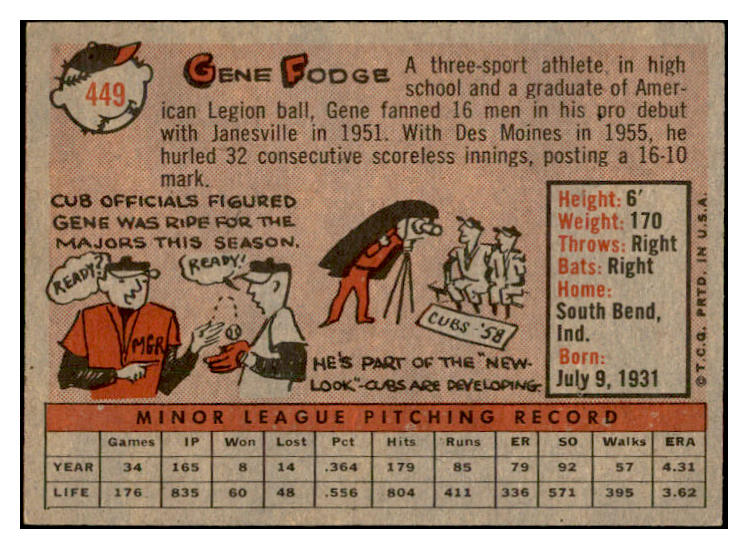 449
GENE FODGE
A three-sport athlete, in high
school and a graduate of Amer-
ican Legion ball, Gene fanned 16 men in his pro debut
with Janesville in 1951. With Des Moines in 1955, he
hurled 32 consecutive scoreless innings, posting a 16-10
mark.
CUB OFFICIALS FIGURED
GENE WAS RIPE FOR THE
MAJORS THIS SEASON.
READY?
READY!
MGR
CUBS-'58
HE'S PART OF THE "NEW-
LOOK"-CUBS ARE DEVELOPING.
Height: 6'
Weight: 170
Throws: Right
Bats: Right
Home:
South Bend,
Ind.
Born:
July 9, 1931
© T.C.G. PRTD. IN U.S.A.
MINOR LEAGUE PITCHING RECORD
Games IP Won Lost Pct Hits Runs ER SO Walks ERA
YEAR 34 165 8 14 .364 179 85 79 92 57 4.31
LIFE 176 835 60 48 .556 804 411 336 571 395 3.62